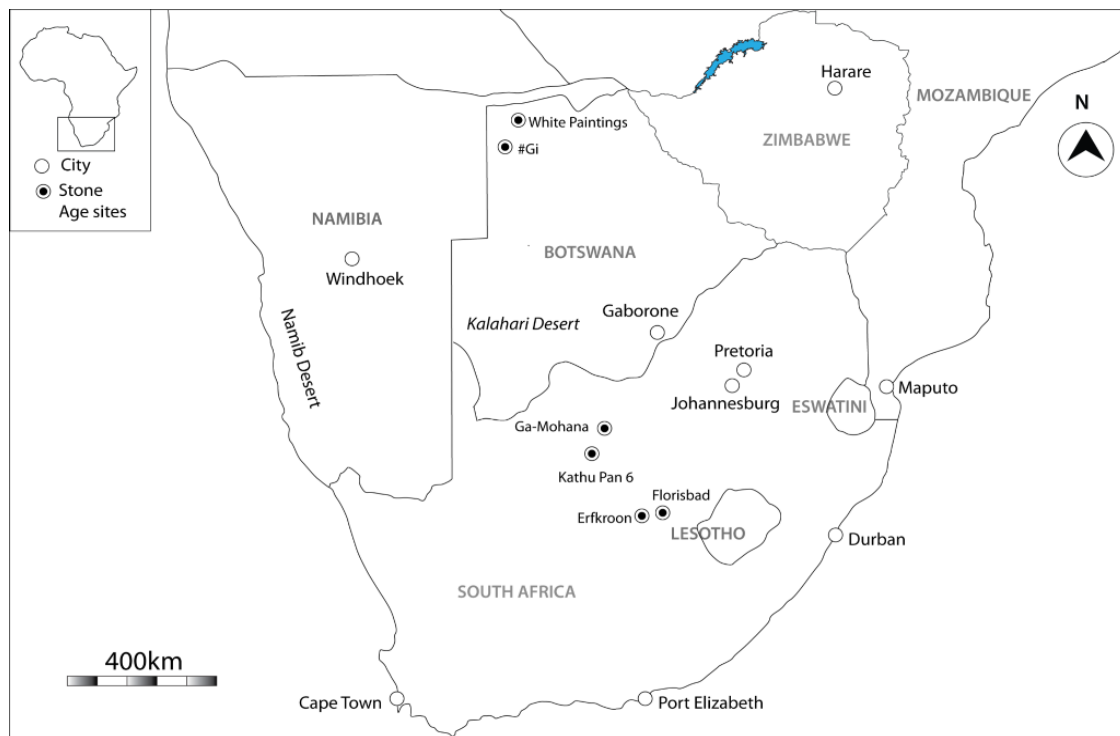 City
Stone
Age sites
Harare
MOZAMBIQUE
N
White Paintings
#Gi
ZIMBABWE
NAMIBIA
BOTSWANA
Windhoek
Gaborone
Kalahari Desert
Namib Desert
Pretoria
Johannesburg
ESWATINI
Maputo
Ga-Mohana
Kathu Pan 6
Florisbad
Erfkroon
LESOTHO
Durban
SOUTH AFRICA
400km
Cape Town
Port Elizabeth